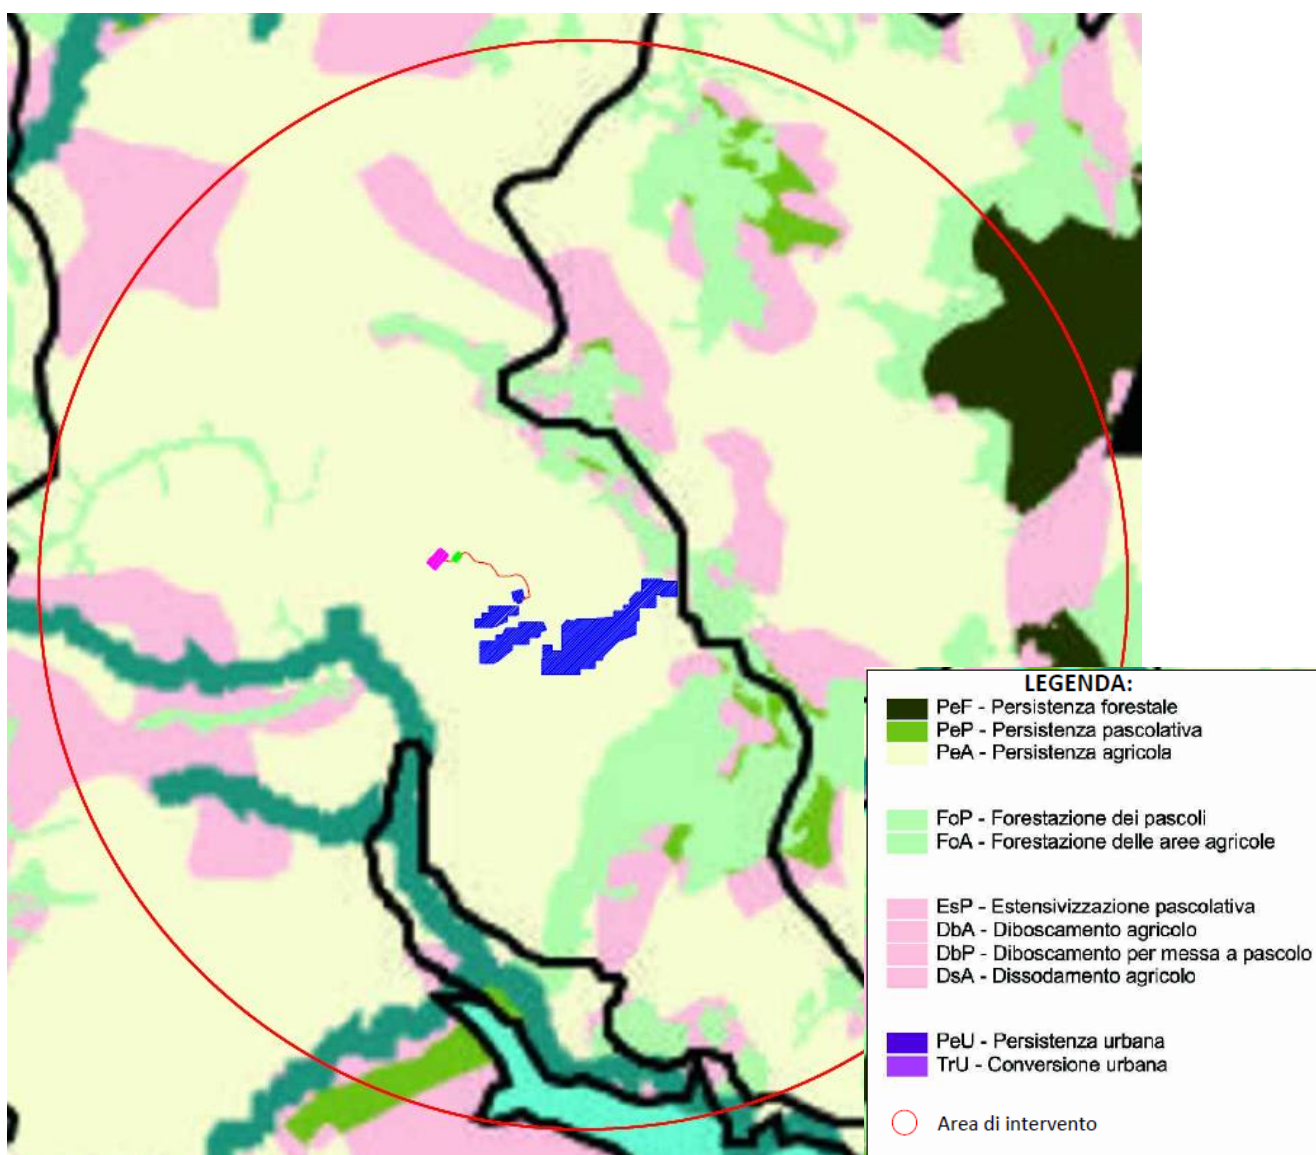 LEGENDA:
PeF - Persistenza forestale
PeP - Persistenza pascolativa
PeA - Persistenza agricola
FoP - Forestazione dei pascoli
FoA - Forestazione delle aree agricole
EsP - Estensivizzazione pascolativa
DbA - Diboscamento agricolo
DbP - Diboscamento per messa a pascolo
DsA - Dissodamento agricolo
PeU - Persistenza urbana
TrU - Conversione urbana
Area di intervento